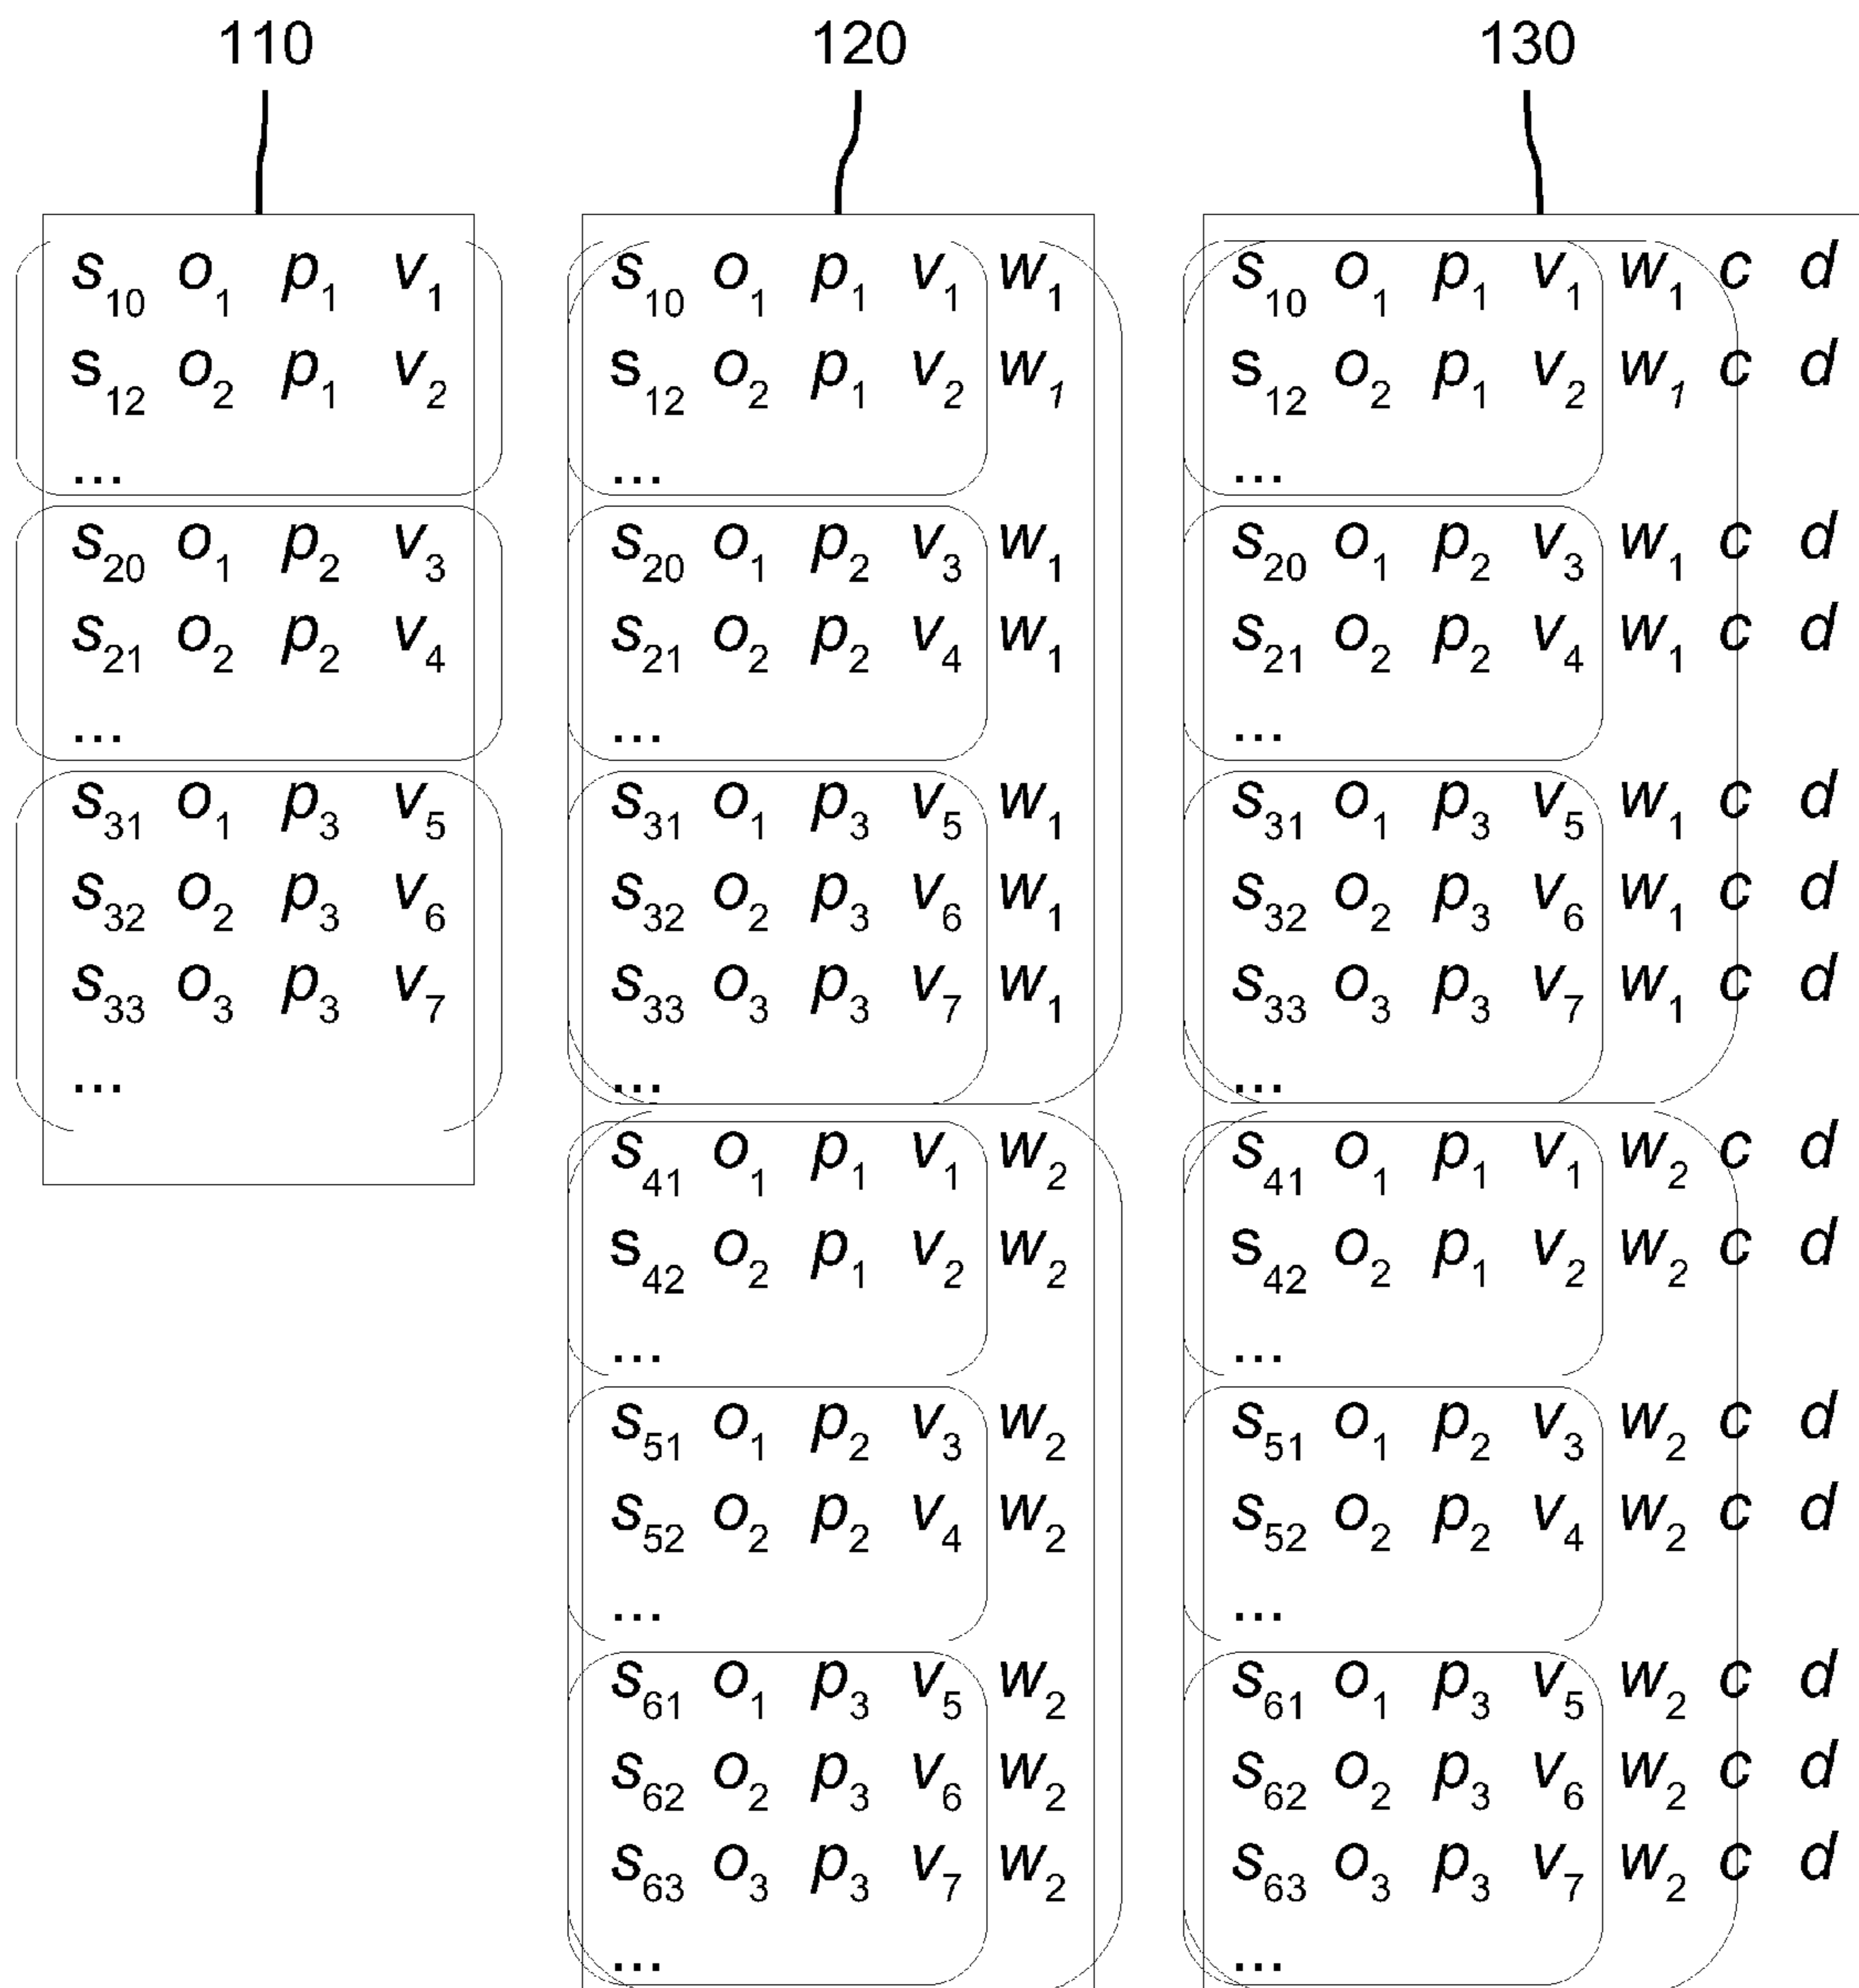 110 120 130
s10 o1 p1 v1 s10 o1 p1 v1 w1 s10 o1 p1 v1 w1 c d
s12 o2 p1 v2 s12 o2 p1 v2 w1 s12 o2 p1 v2 w1 c d
... ... ...
s20 o1 p2 v3 s20 o1 p2 v3 w1 s20 o1 p2 v3 w1 c d
s21 o2 p2 v4 s21 o2 p2 v4 w1 s21 o2 p2 v4 w1 c d
... ... ...
s31 o1 p3 v5 s31 o1 p3 v5 w1 s31 o1 p3 v5 w1 c d
s32 o2 p3 v6 s32 o2 p3 v6 w1 s32 o2 p3 v6 w1 c d
s33 o3 p3 v7 s33 o3 p3 v7 w1 s33 o3 p3 v7 w1 c d
... ... ...
s41 o1 p1 v1 w2 s41 o1 p1 v1 w2 c d
s42 o2 p1 v2 w2 s42 o2 p1 v2 w2 c d
... ...
s51 o1 p2 v3 w2 s51 o1 p2 v3 w2 c d
s52 o2 p2 v4 w2 s52 o2 p2 v4 w2 c d
... ...
s61 o1 p3 v5 w2 s61 o1 p3 v5 w2 c d
s62 o2 p3 v6 w2 s62 o2 p3 v6 w2 c d
s63 o3 p3 v7 w2 s63 o3 p3 v7 w2 c d
... ...